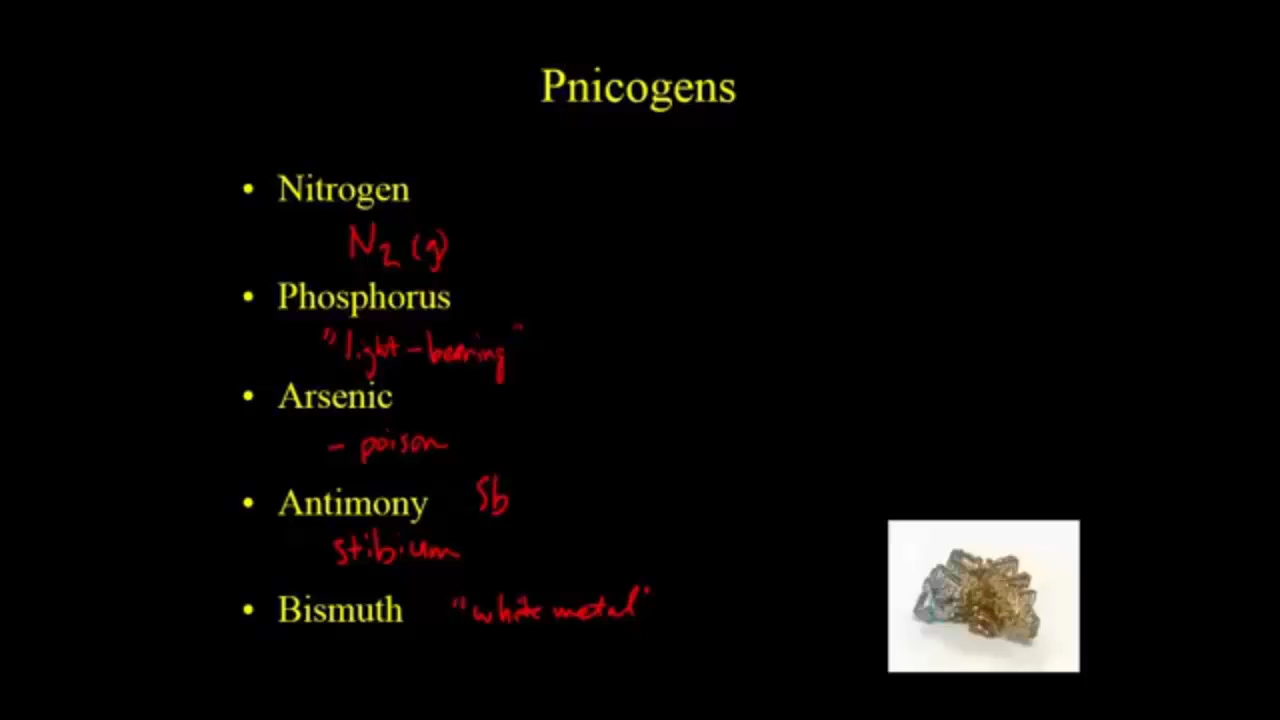 Pnicogens
• Nitrogen
N2 (g)
• Phosphorus
"light-bearing"
• Arsenic
- poison
• Antimony Sb
stibium
• Bismuth "white metal"